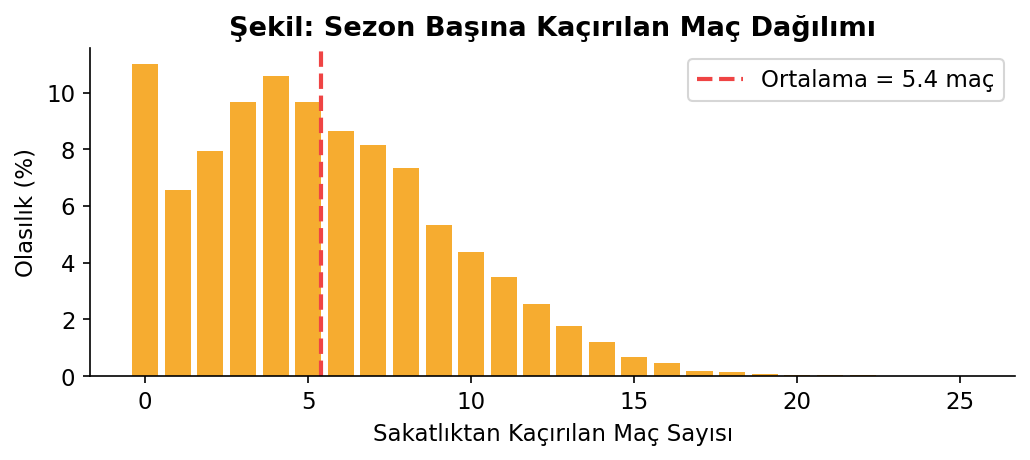 Şekil: Sezon Başına Kaçırılan Maç Dağılımı
Ortalama = 5.4 maç
Olasılık (%)
10
8
6
4
2
0
0 5 10 15 20 25
Sakatlıktan Kaçırılan Maç Sayısı